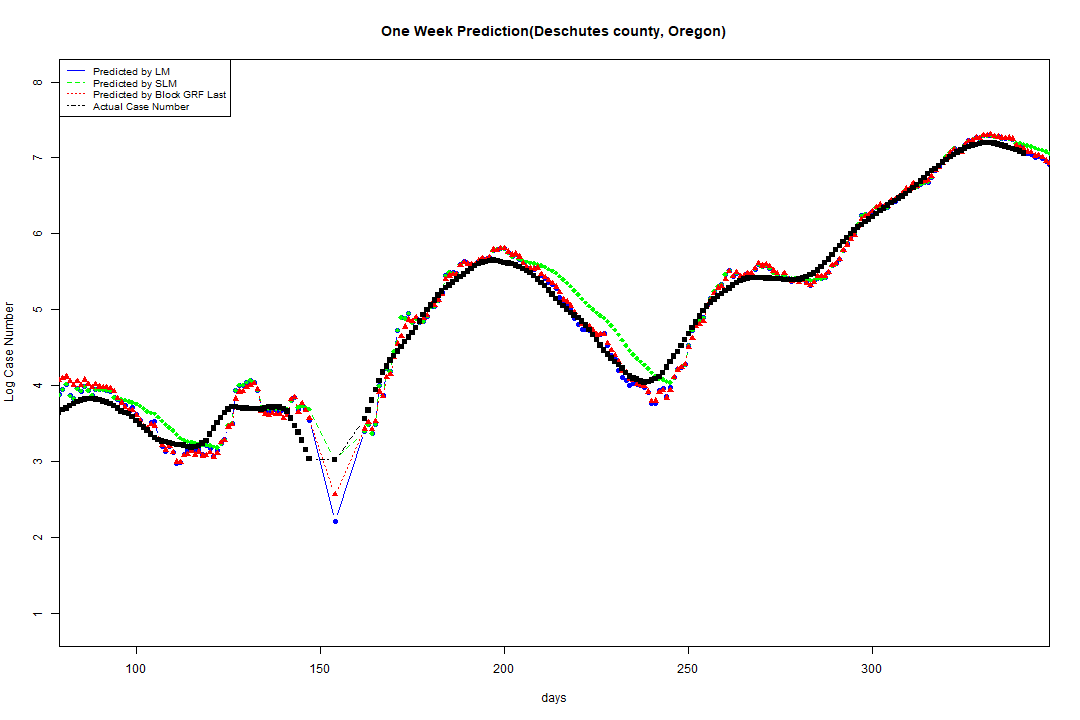 One Week Prediction(Deschutes county, Oregon)
Predicted by LM
Predicted by SLM
Predicted by Block GRF Last
Actual Case Number
8
7
6
5
4
3
2
1
Log Case Number
100 150 200 250 300
days